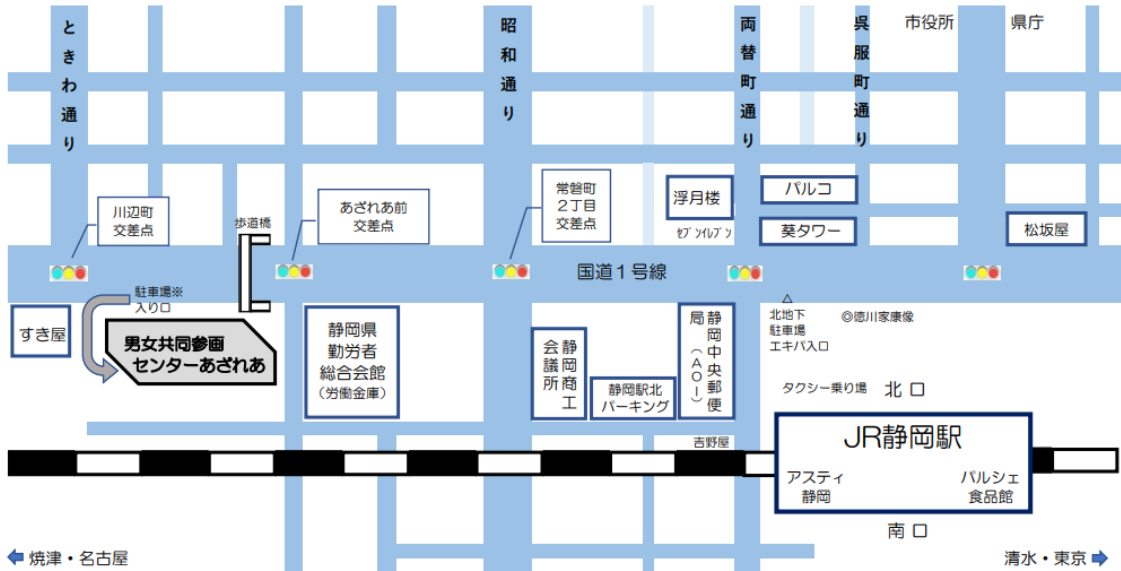 ときわ通り
昭和通り
両替町通り
呉服町通り
市役所
県庁
川辺町
交差点
歩道橋
あざれあ前
交差点
常磐町
２丁目
交差点
浮月楼
ｾﾌﾞﾝｲﾚﾌﾞﾝ
パルコ
葵タワー
松坂屋
国道１号線
すき屋
駐車場※
入り口
男女共同参画
センターあざれあ
静岡県
勤労者
総合会館
（労働金庫）
静岡商工
会議所
静岡駅北
パーキング
静岡中央郵便
局（ＡＯＩ）
△
北地下
駐車場
エキパ入口
◎徳川家康像
タクシー乗り場
北 口
吉野屋
ＪＲ静岡駅
アスティ
静岡
パルシェ
食品館
南 口
焼津・名古屋
清水・東京